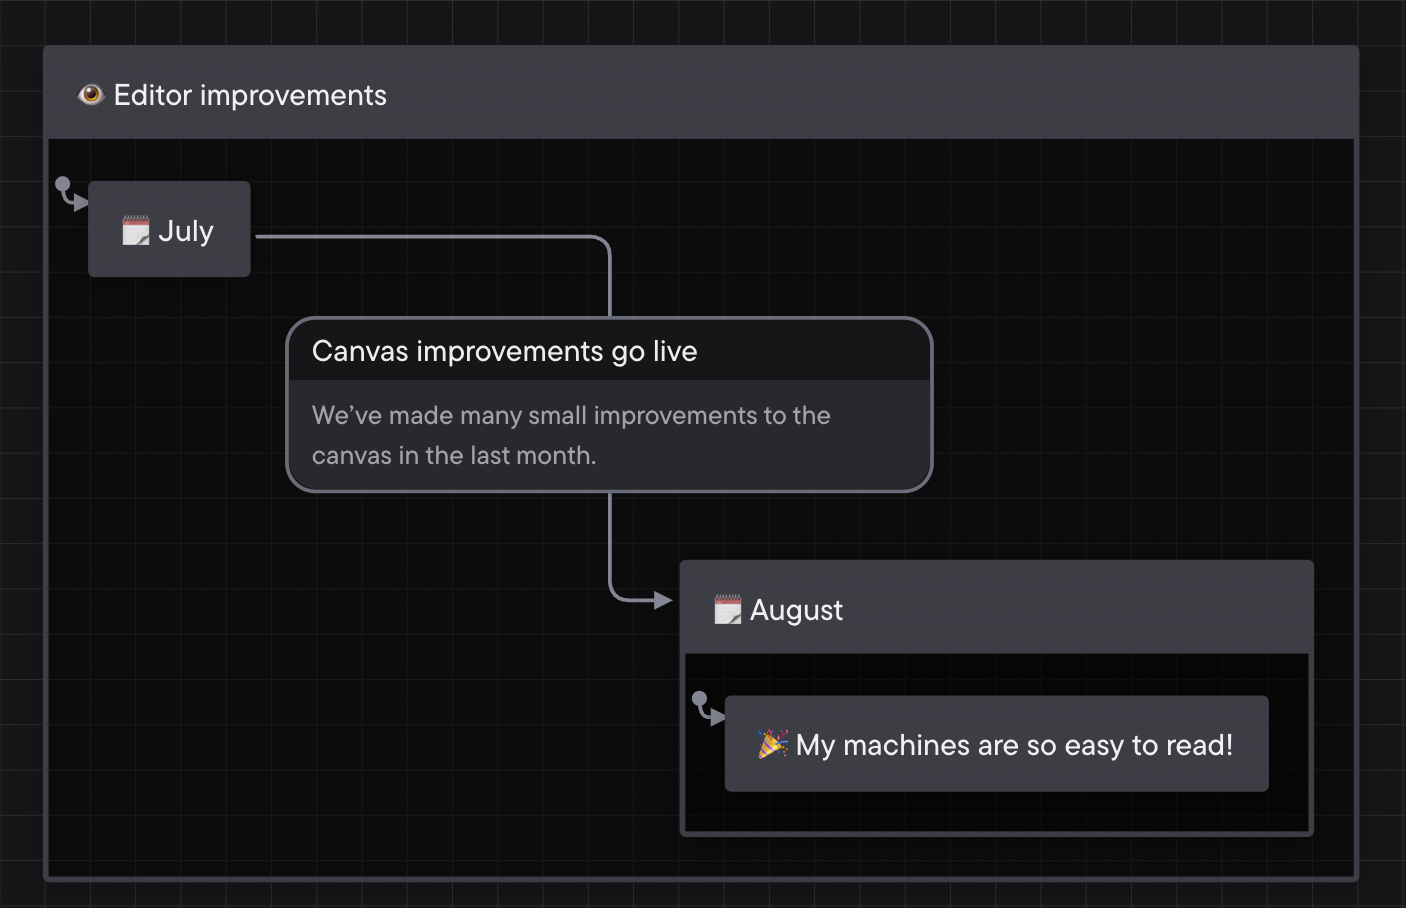 👁️ Editor improvements
🗓️ July
Canvas improvements go live
We’ve made many small improvements to the
canvas in the last month.
🗓️ August
🎉 My machines are so easy to read!